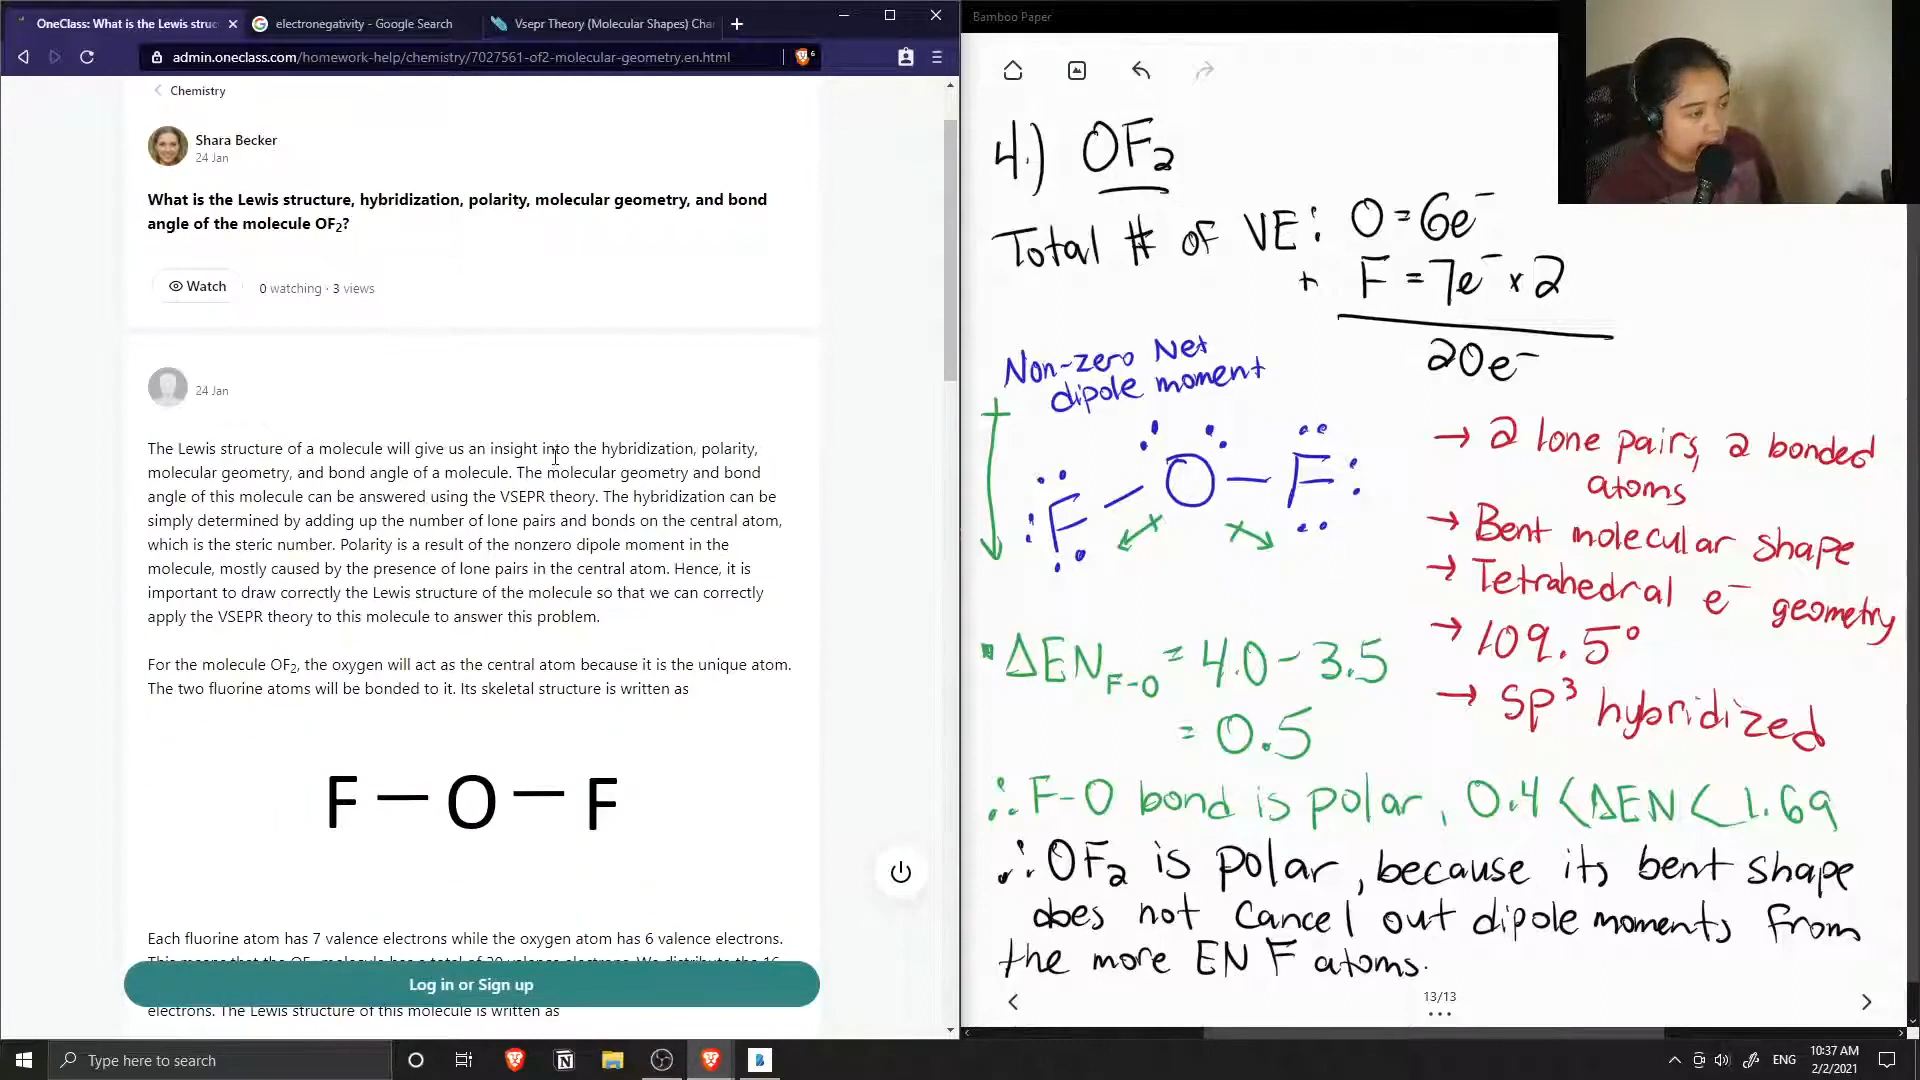 OneClass: What is the Lewis struc
electronegativity - Google Search
Vsepr Theory (Molecular Shapes) Cha
admin.oneclass.com/homework-help/chemistry/7027561-of2-molecular-geometry.en.html
6
Chemistry
Shara Becker
24 Jan
What is the Lewis structure, hybridization, polarity, molecular geometry, and bond
angle of the molecule OF₂?
Watch
0 watching · 3 views
24 Jan
The Lewis structure of a molecule will give us an insight into the hybridization, polarity,
molecular geometry, and bond angle of a molecule. The molecular geometry and bond
angle of this molecule can be answered using the VSEPR theory. The hybridization can be
simply determined by adding up the number of lone pairs and bonds on the central atom,
which is the steric number. Polarity is a result of the nonzero dipole moment in the
molecule, mostly caused by the presence of lone pairs in the central atom. Hence, it is
important to draw correctly the Lewis structure of the molecule so that we can correctly
apply the VSEPR theory to this molecule to answer this problem.
For the molecule OF₂, the oxygen will act as the central atom because it is the unique atom.
The two fluorine atoms will be bonded to it. Its skeletal structure is written as
F — O — F
Each fluorine atom has 7 valence electrons while the oxygen atom has 6 valence electrons.
Log in or Sign up
electrons. The Lewis structure of this molecule is written as
Bamboo Paper
4.) OF₂
Total # of VE: O = 6e⁻
+ F = 7e⁻ × 2
20e⁻
Non-zero Net
dipole moment
F — O — F
→ 2 lone pairs, 2 bonded
atoms
→ Bent molecular shape
→ Tetrahedral e⁻ geometry
→ 109.5°
→ sp³ hybridized
ΔEN F-O = 4.0 - 3.5
= 0.5
∴ F-O bond is polar, 0.4 < ΔEN < 1.69
∴ OF₂ is polar, because its bent shape
does not cancel out dipole moments from
the more EN F atoms.
13/13
Type here to search
ENG
10:37 AM
2/2/2021